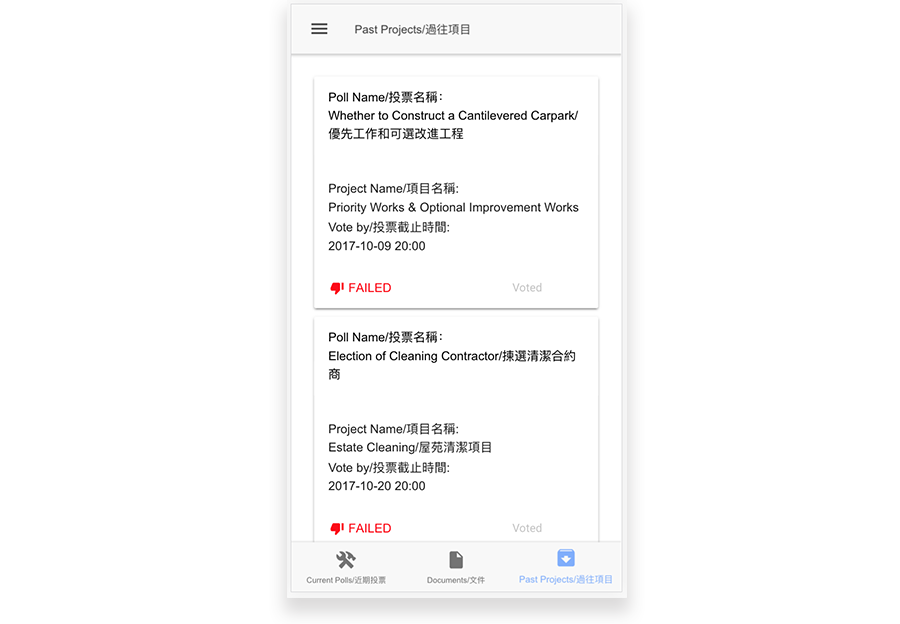 Past Projects/過往項目
Poll Name/投票名稱:
Whether to Construct a Cantilevered Carpark/
優先工作和可選改進工程
Project Name/項目名稱:
Priority Works & Optional Improvement Works
Vote by/投票截止時間:
2017-10-09 20:00
FAILED
Voted
Poll Name/投票名稱:
Election of Cleaning Contractor/揀選清潔合約
商
Project Name/項目名稱:
Estate Cleaning/屋苑清潔項目
Vote by/投票截止時間:
2017-10-20 20:00
FAILED
Voted
Current Polls/近期投票
Documents/文件
Past Projects/過往項目